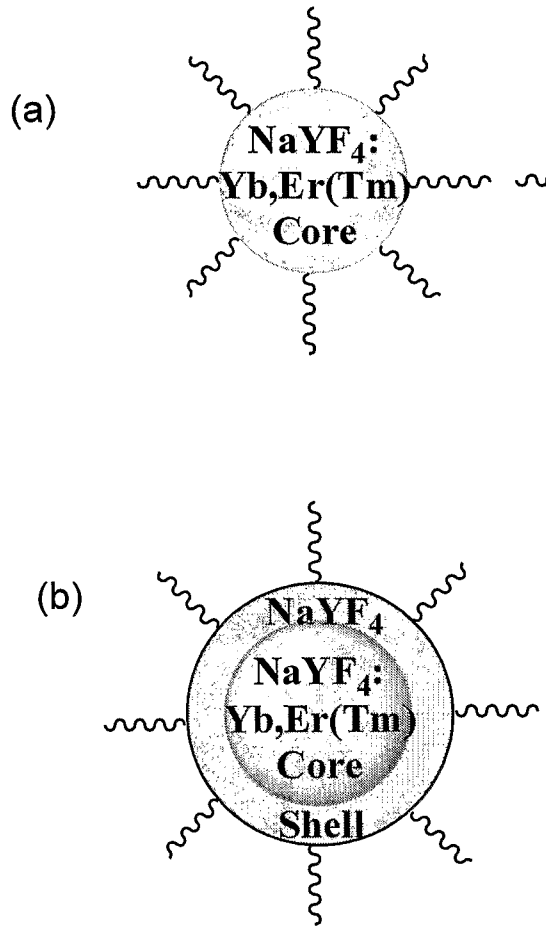 (a)
NaYF₄:
Yb,Er(Tm)
Core
(b)
NaYF₄
NaYF₄:
Yb,Er(Tm)
Core
Shell